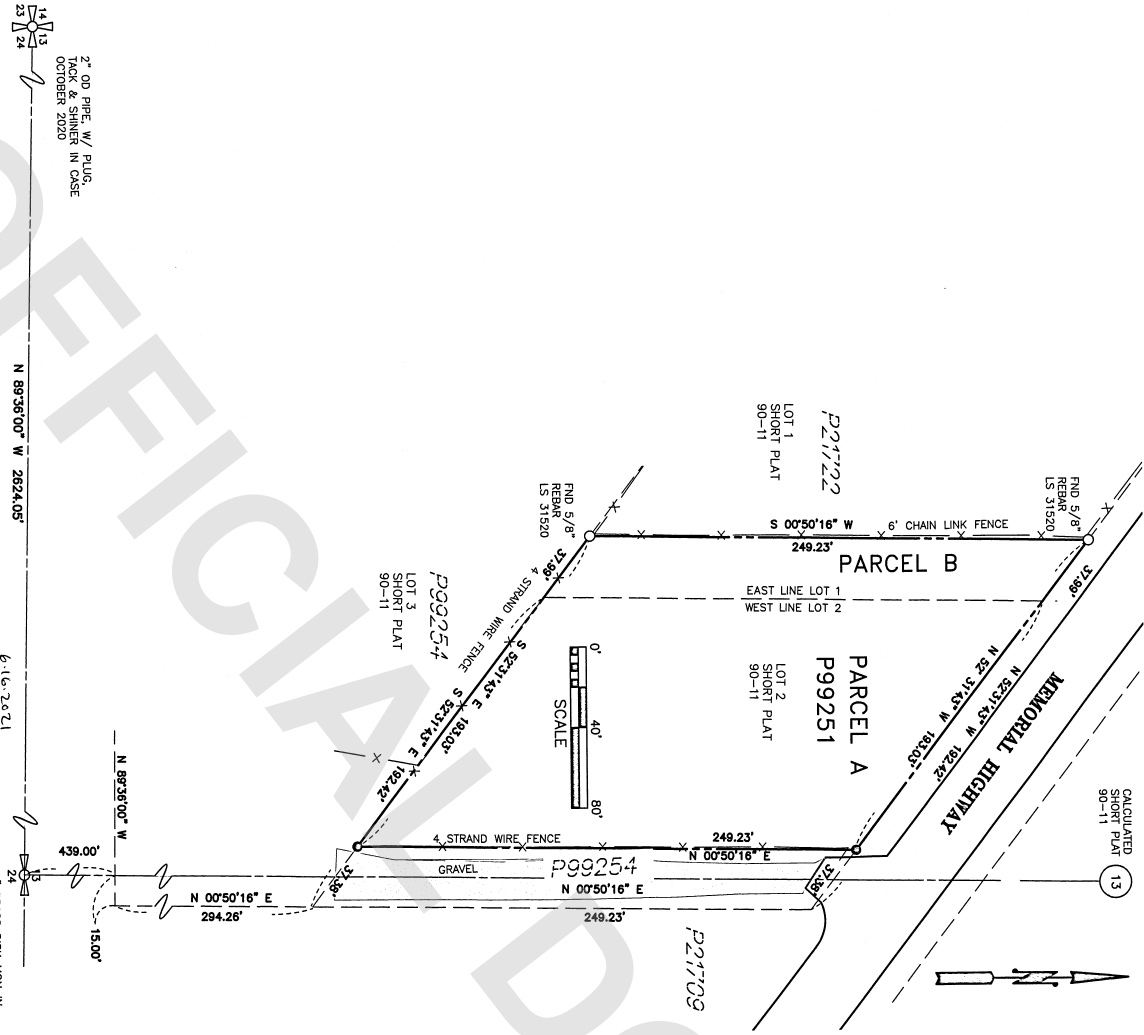 CALCULATED
SHORT PLAT
90-11
13
MEMORIAL HIGHWAY
FND 5/8"
REBAR
LS 31520
37.99'
N 52°31'43" W 192.42'
N 52° 31'43" W 193.03'
P21722
LOT 1
SHORT PLAT
90-11
S 00°50'16" W
249.23'
6' CHAIN LINK FENCE
PARCEL B
EAST LINE LOT 1
WEST LINE LOT 2
PARCEL A
P99251
LOT 2
SHORT PLAT
90-11
FND 5/8"
REBAR
LS 31520
37.99'
4 STRAND WIRE FENCE
S 52°31'43" E 193.03'
S 52°31'43" E 192.42'
P99254
LOT 3
SHORT PLAT
90-11
0' 40' 80'
SCALE
4 STRAND WIRE FENCE
249.23'
N 00°50'16" E
GRAVEL
P99254
37.38'
37.38'
N 00°50'16" E
249.23'
P21709
N 00°50'16" E
294.26'
15.00'
439.00'
N 89°36'00" W
14 13
23 24
2" OD PIPE, W/ PLUG,
TACK & SHINER IN CASE
OCTOBER 2020
N 89°36'00" W 2624.05'
13
24
6.16.2021
OFFICIAL